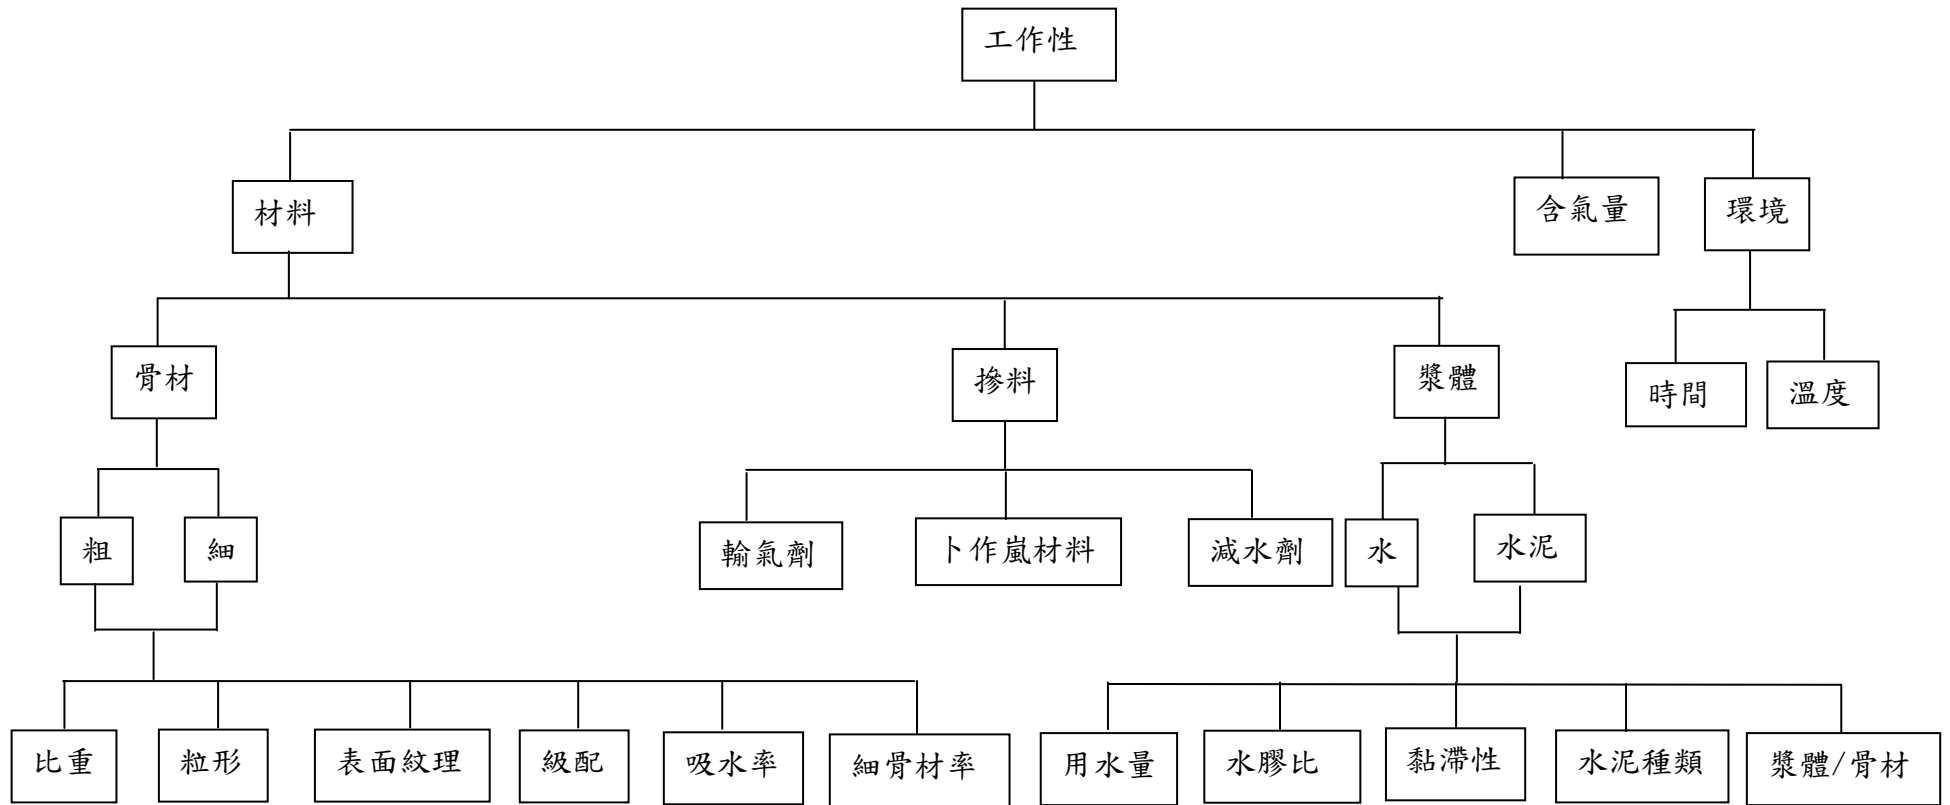 工作性
材料
含氣量
環境
骨材
摻料
漿體
時間
溫度
粗
細
輸氣劑
卜作嵐材料
減水劑
水
水泥
比重
粒形
表面紋理
級配
吸水率
細骨材率
用水量
水膠比
黏滯性
水泥種類
漿體/骨材